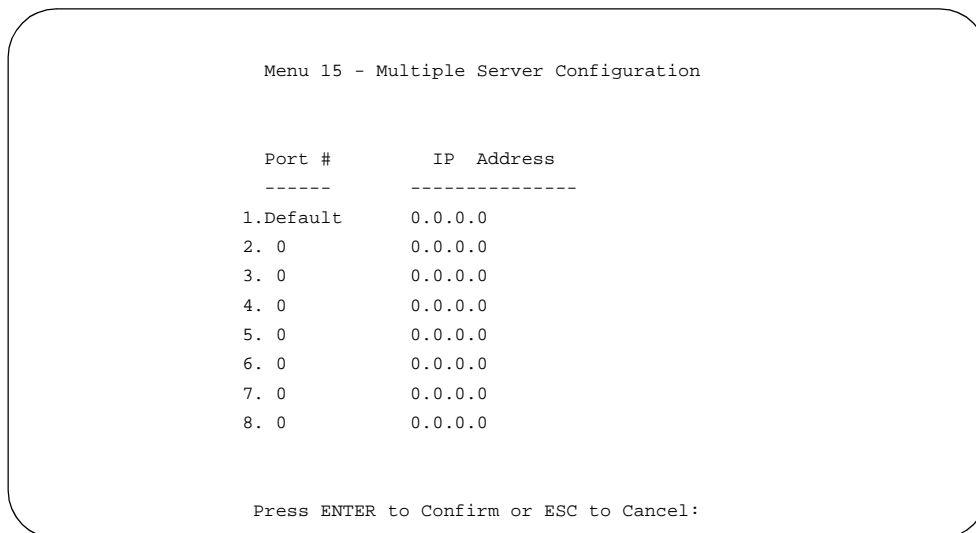 Menu 15 - Multiple Server Configuration
Port # IP Address
------ ---------------
1.Default 0.0.0.0
2. 0 0.0.0.0
3. 0 0.0.0.0
4. 0 0.0.0.0
5. 0 0.0.0.0
6. 0 0.0.0.0
7. 0 0.0.0.0
8. 0 0.0.0.0
Press ENTER to Confirm or ESC to Cancel: